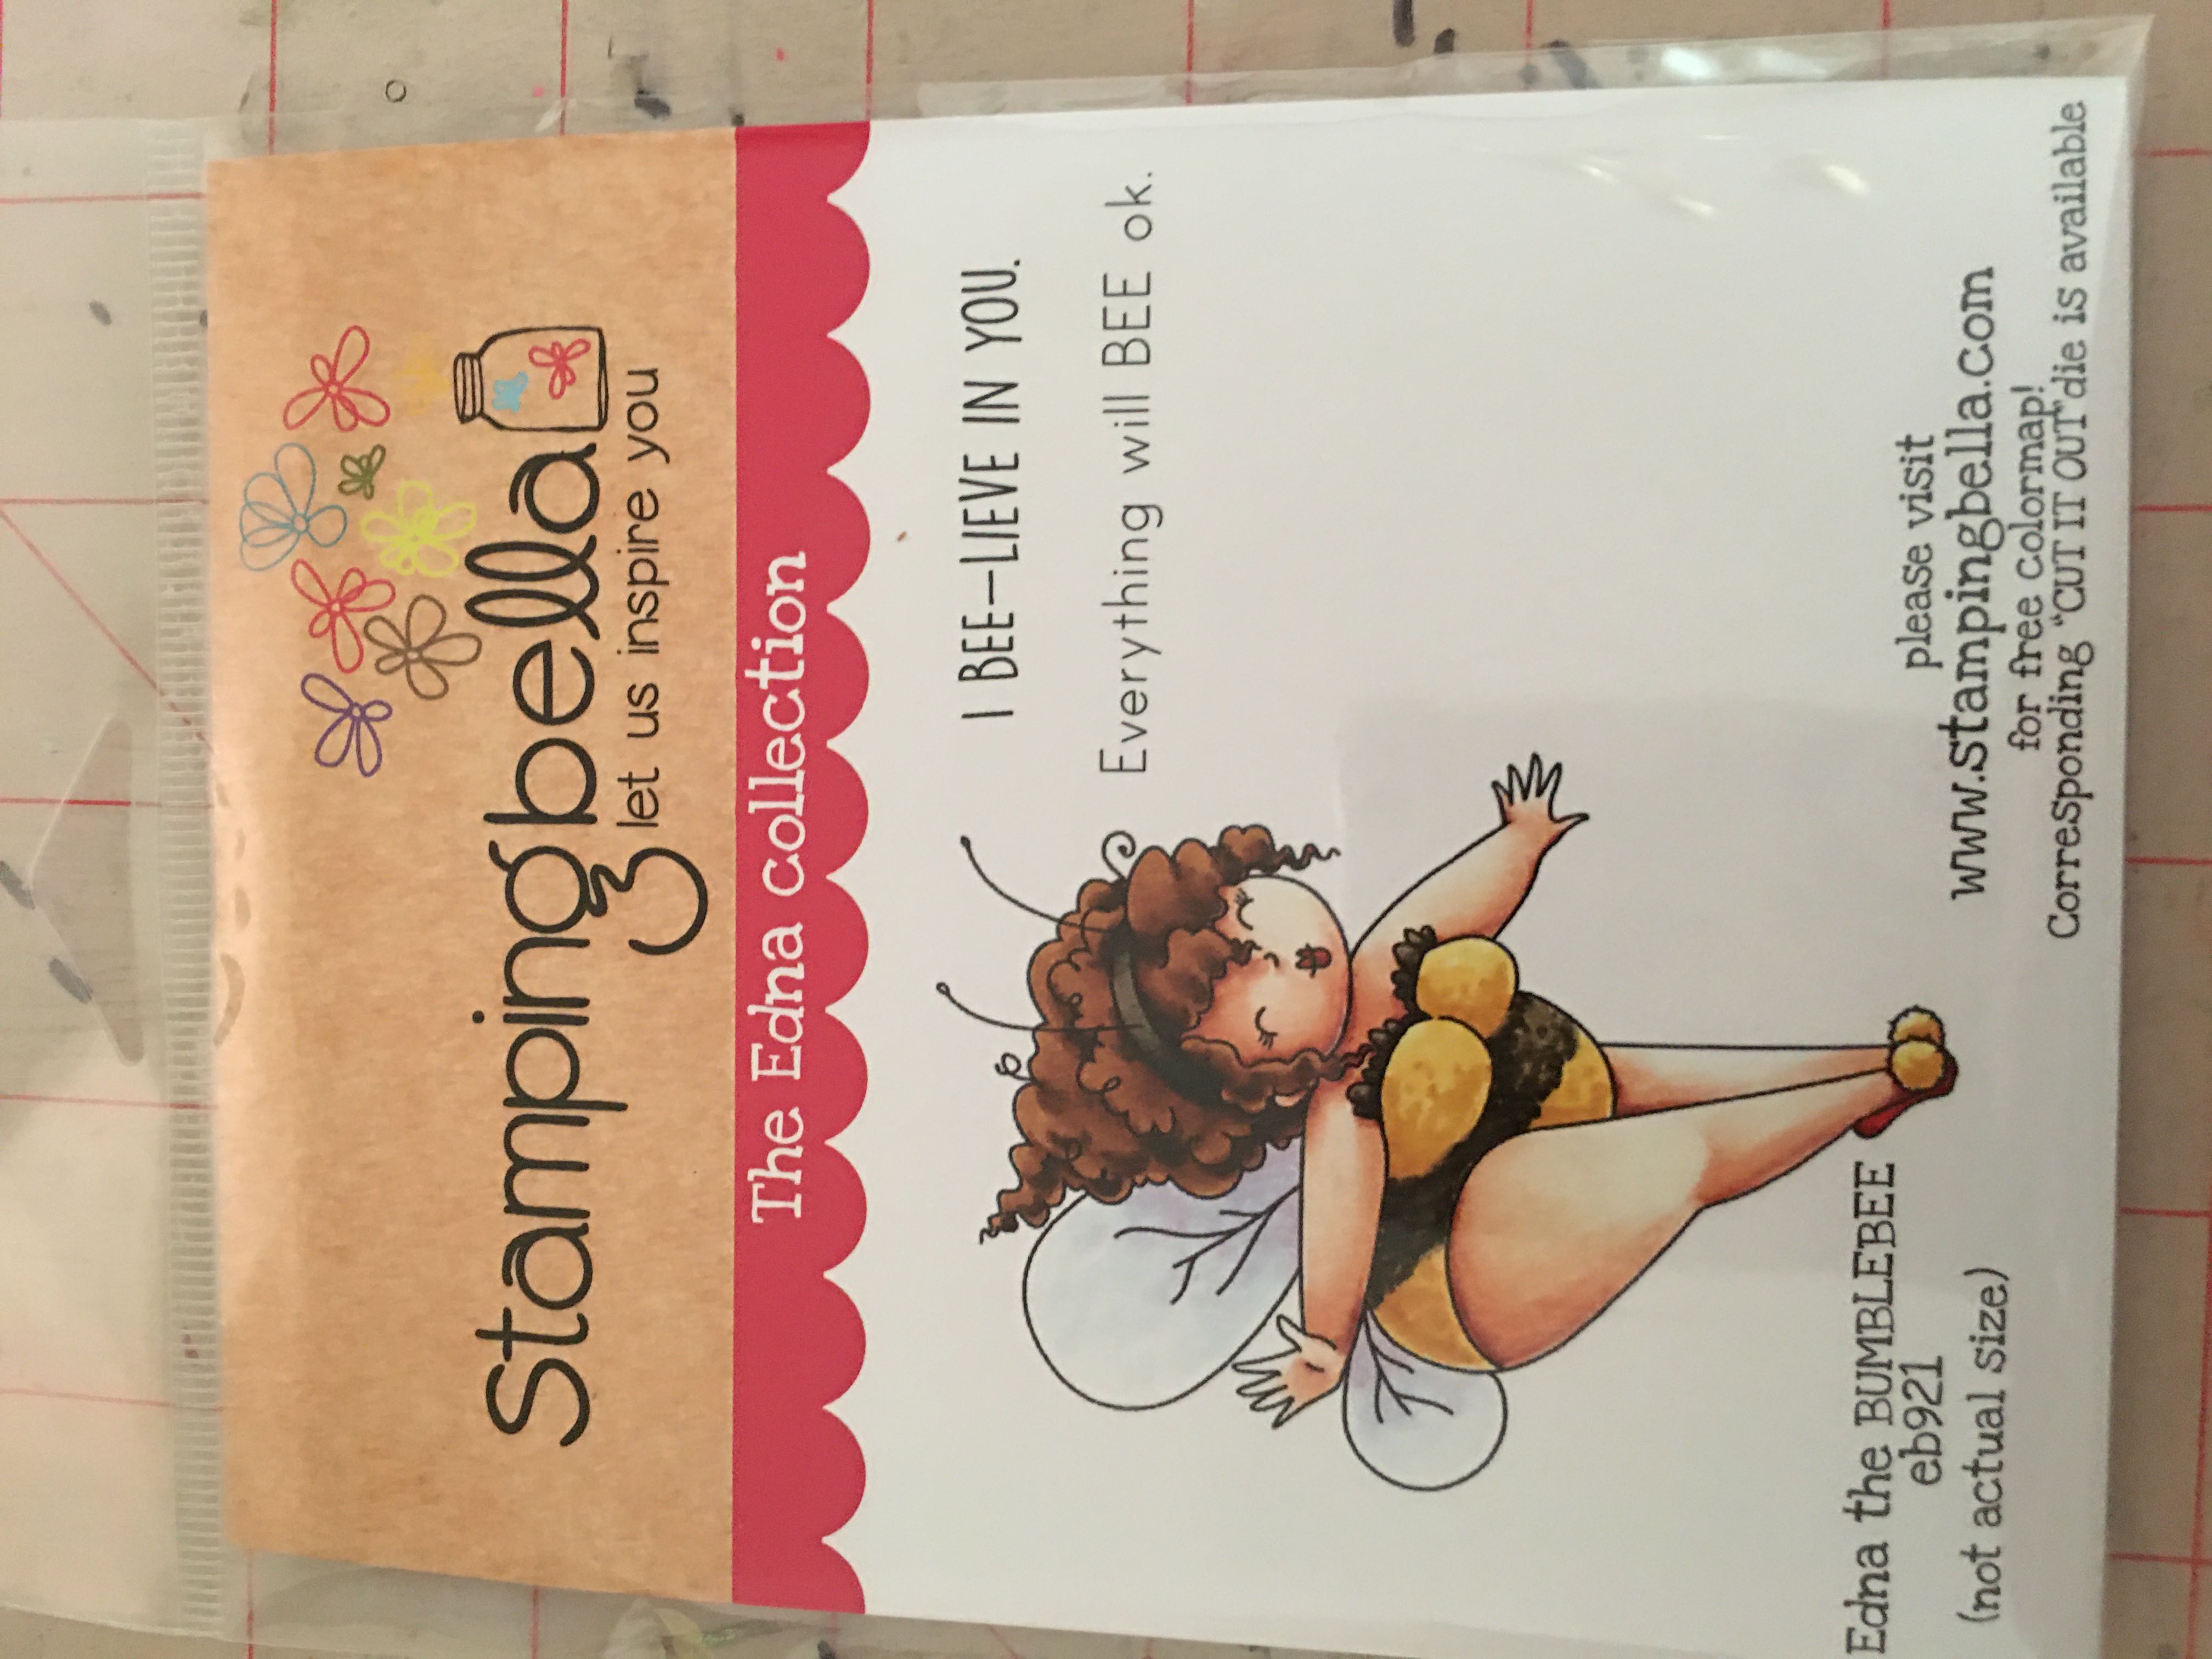 Stampingbella
let us inspire you
The Edna collection
I BEE-LIEVE IN YOU.
Everything will BEE ok.
Edna the BUMBLEBEE
eb921
(not actual size)
please visit
www.stampingbella.com
for free colormap!
Corresponding "CUT IT OUT" die is available